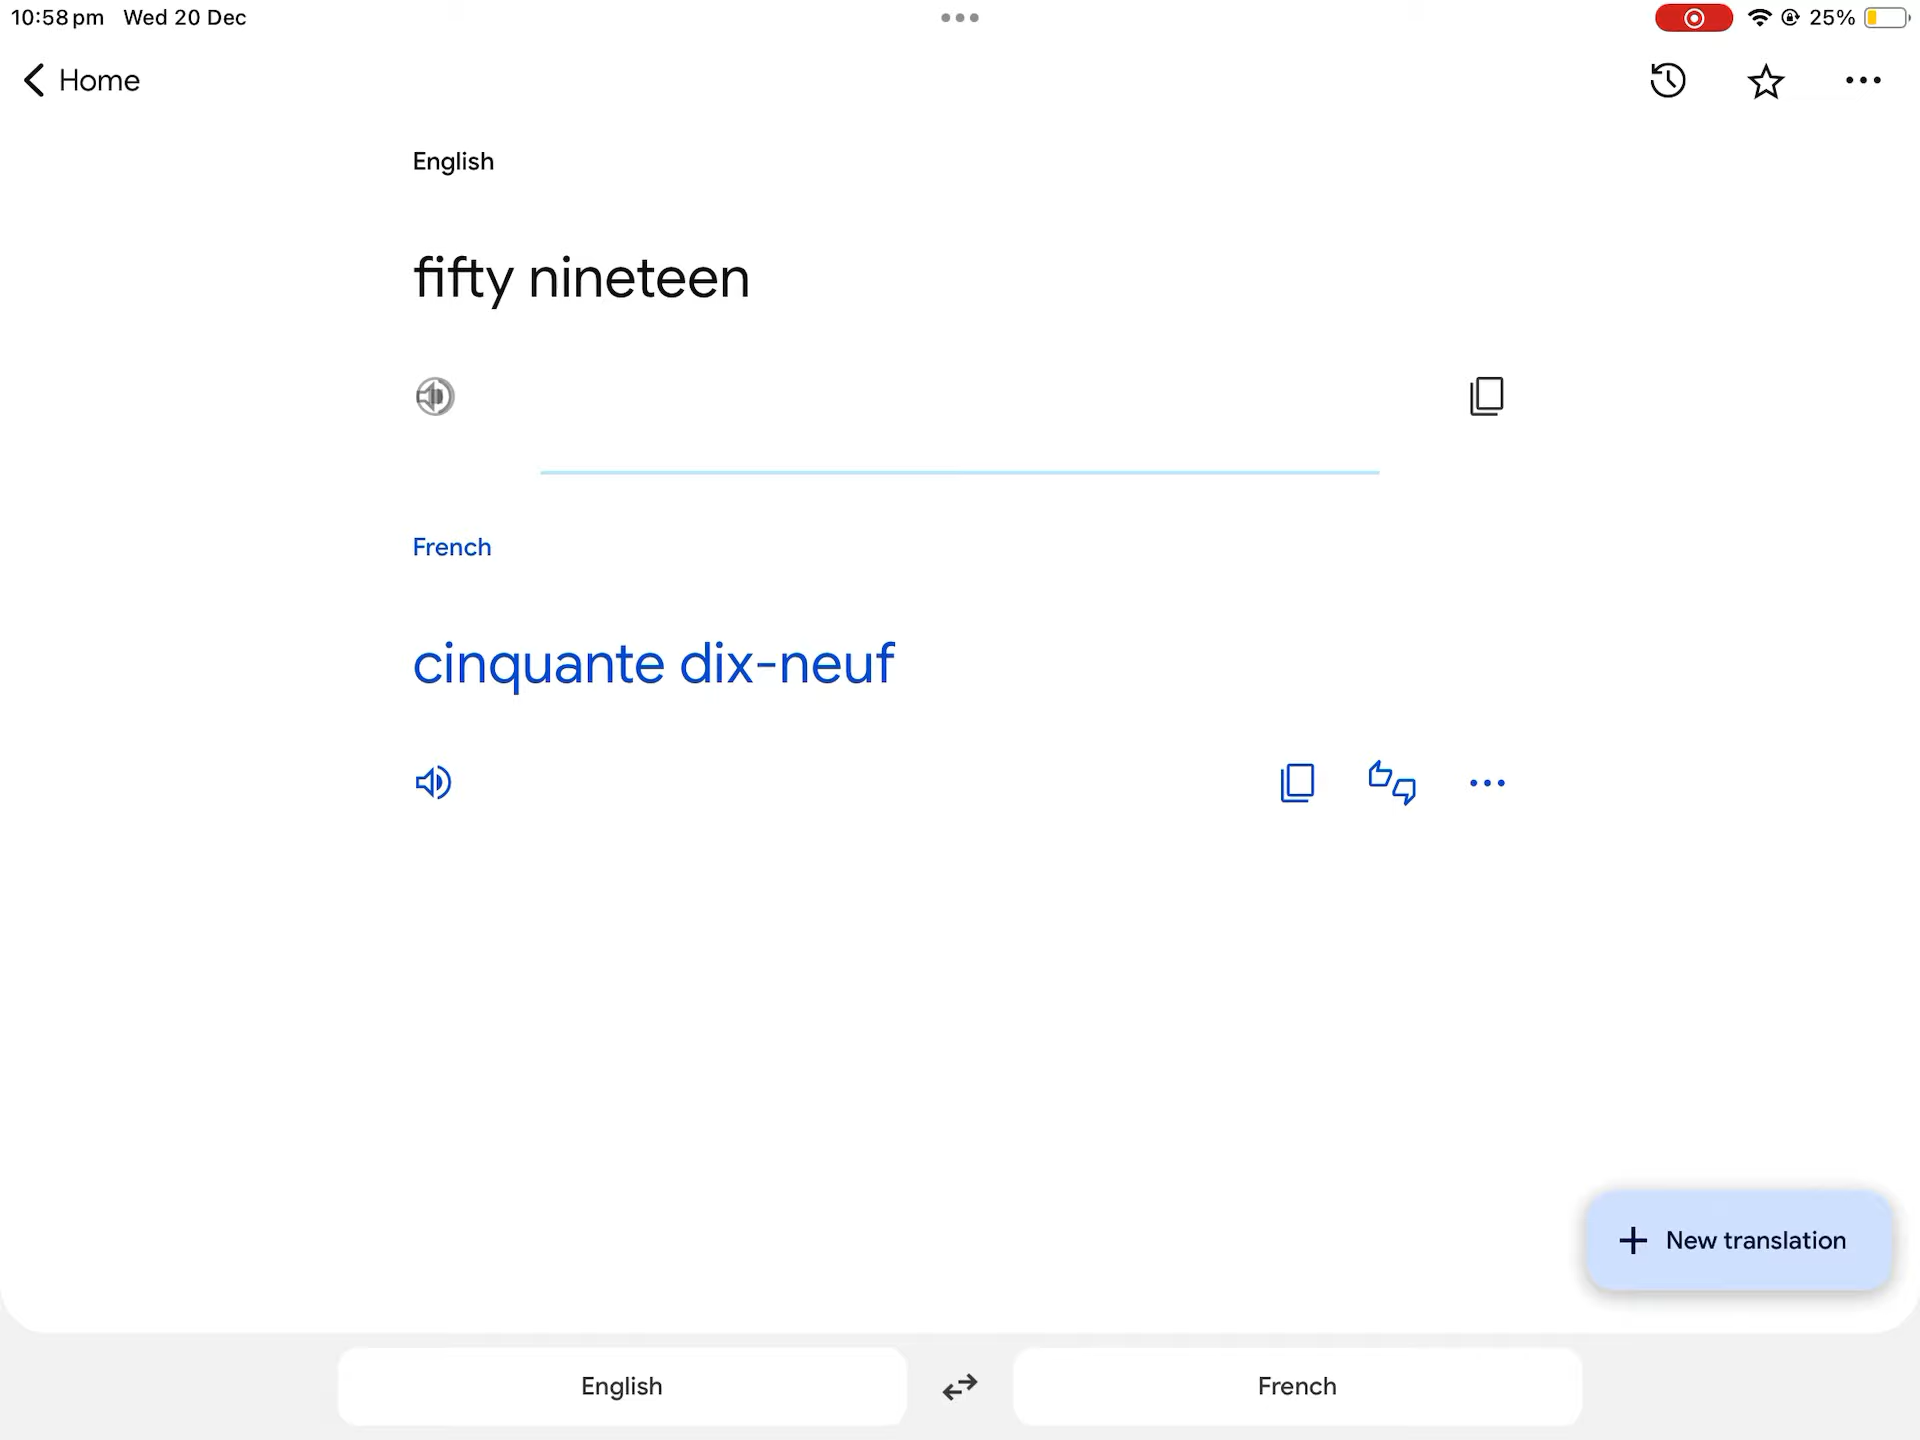 10:58 pm Wed 20 Dec
25%
Home
English
fifty nineteen
French
cinquante dix-neuf
New translation
English
French